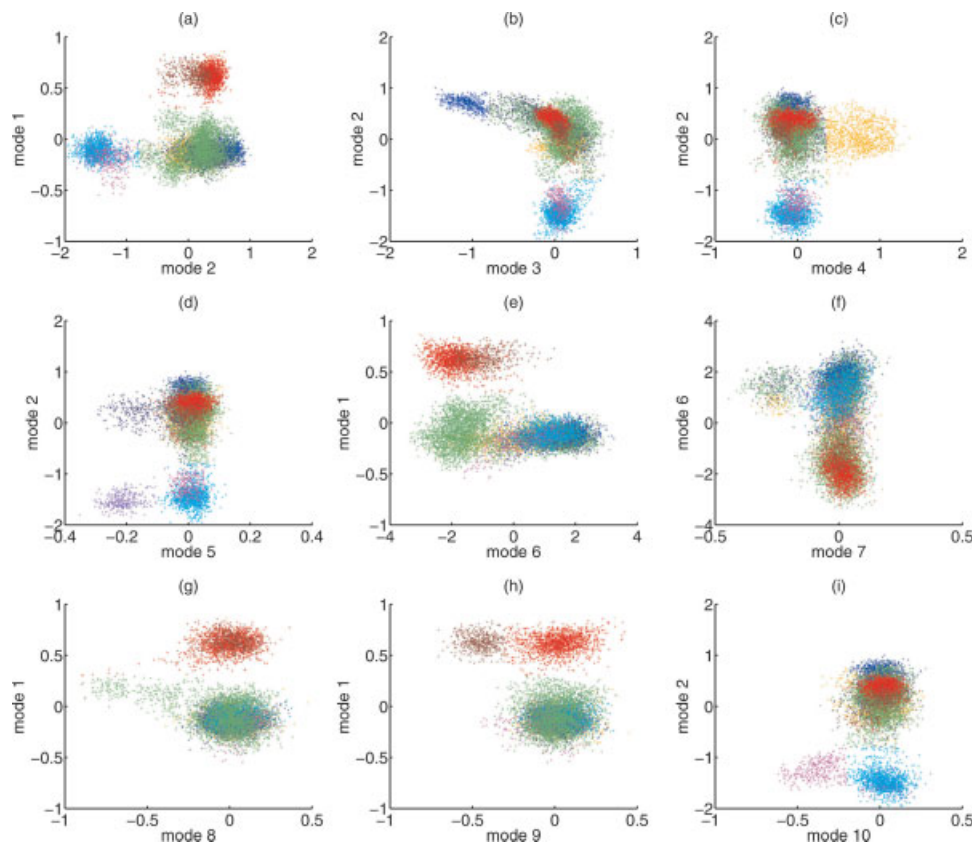 (a)
1
0.5
0
−0.5
−1
mode 1
−2 −1 0 1 2
mode 2
(b)
2
1
0
−1
−2
mode 2
−1 0 1
mode 3
(c)
2
1
0
−1
−2
mode 2
−1 0 1 2
mode 4
(d)
2
1
0
−1
−2
mode 2
−0.4 −0.2 0 0.2 0.4
mode 5
(e)
1
0.5
0
−0.5
−1
mode 1
−2 0 2 4
mode 6
(f)
4
2
0
−2
−4
mode 6
−0.5 0 0.5
mode 7
(g)
1
0.5
0
−0.5
−1
mode 1
−1 −0.5 0 0.5
mode 8
(h)
1
0.5
0
−0.5
−1
mode 1
−1 −0.5 0 0.5
mode 9
(i)
2
1
0
−1
−2
mode 2
−1 −0.5 0 0.5
mode 10